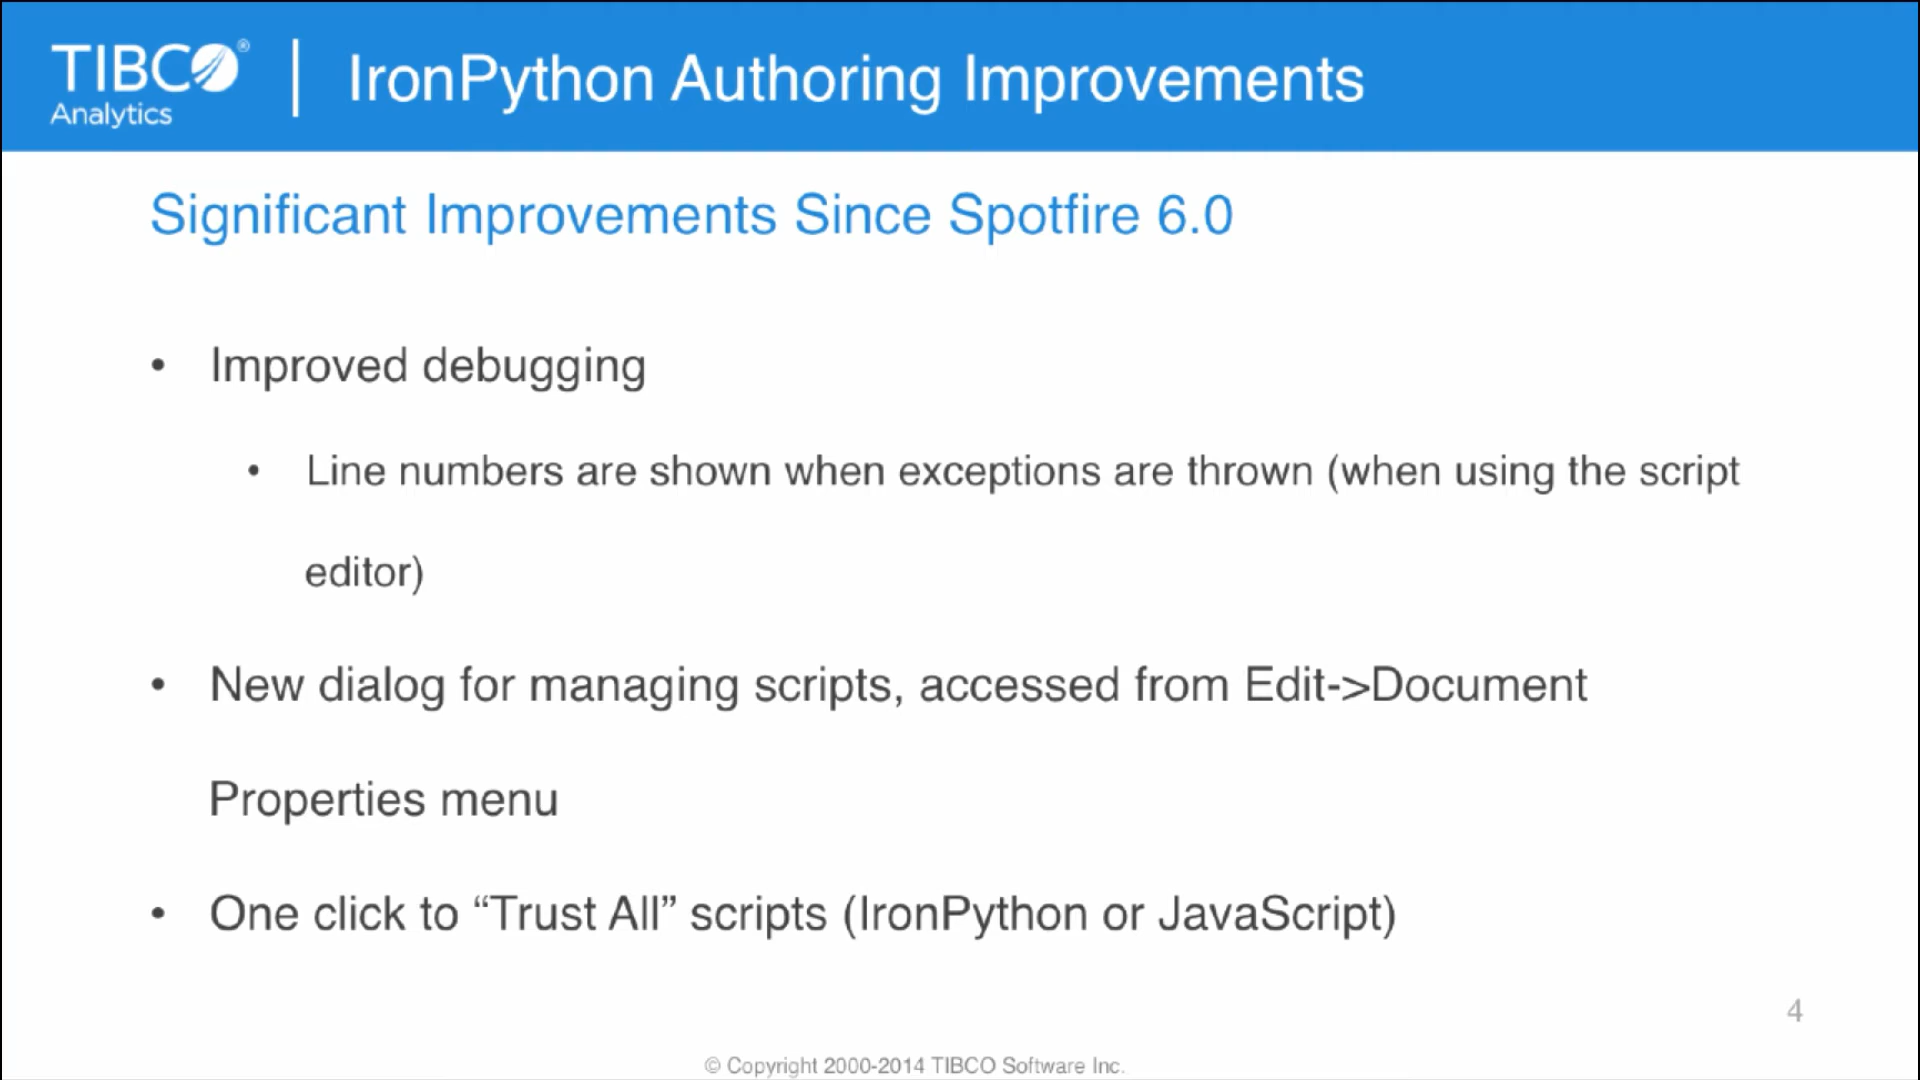 TIBCO®
Analytics
IronPython Authoring Improvements
Significant Improvements Since Spotfire 6.0
• Improved debugging
• Line numbers are shown when exceptions are thrown (when using the script
editor)
• New dialog for managing scripts, accessed from Edit->Document
Properties menu
• One click to “Trust All” scripts (IronPython or JavaScript)
4
© Copyright 2000-2014 TIBCO Software Inc.